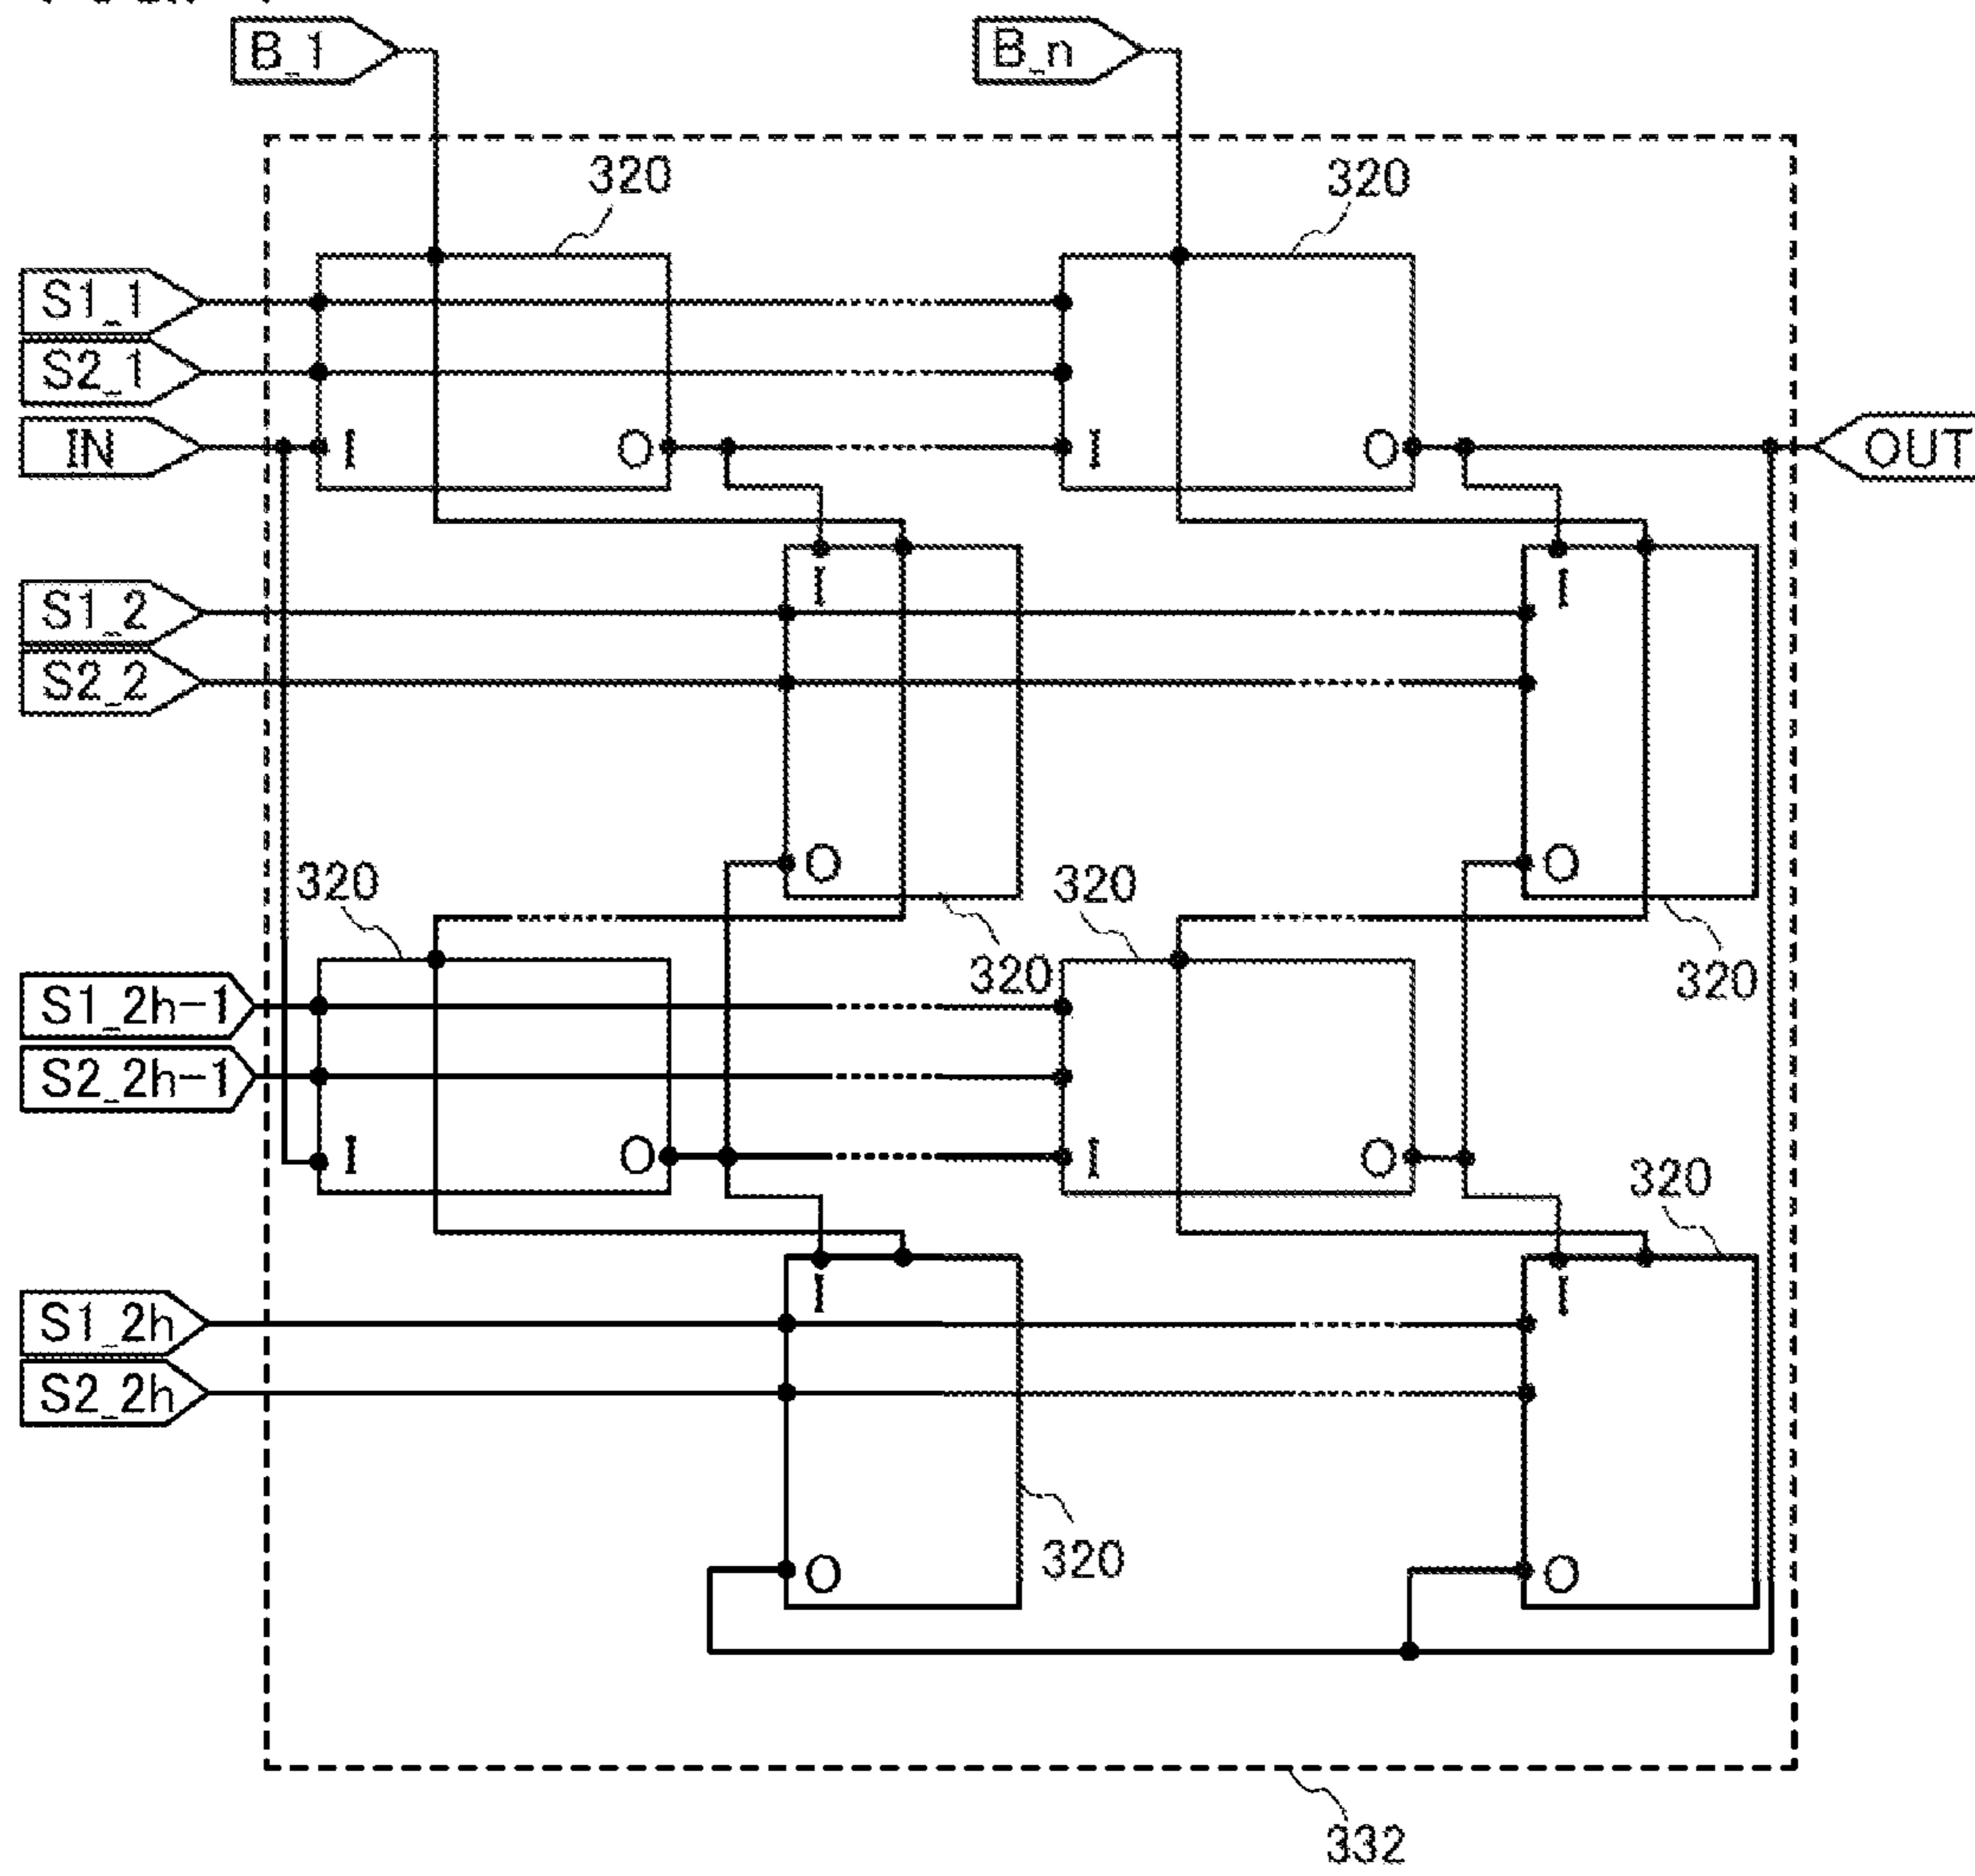 B_1
B_n
320
320
S1_1
S2_1
IN
I
O
I
O
OUT
I
I
S1_2
S2_2
O
O
320
320
320
320
S1_2h-1
S2_2h-1
I
O
I
O
320
I
I
S1_2h
S2_2h
320
O
O
332